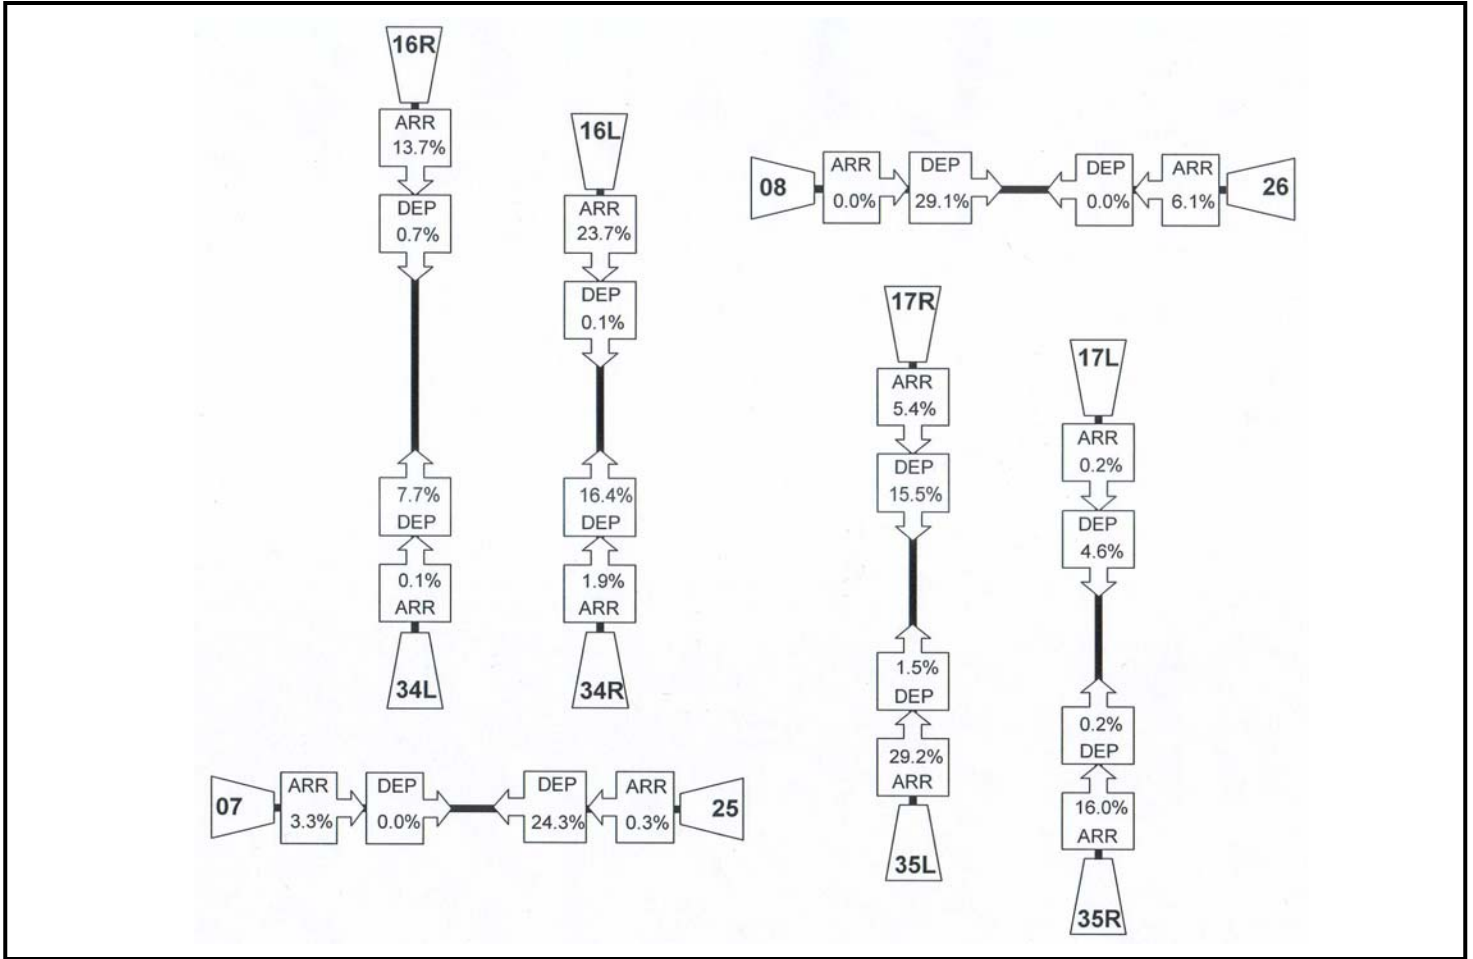 16R
ARR
13.7%
DEP
0.7%
7.7%
DEP
0.1%
ARR
34L
16L
ARR
23.7%
DEP
0.1%
16.4%
DEP
1.9%
ARR
34R
08
ARR
0.0%
DEP
29.1%
DEP
0.0%
ARR
6.1%
26
17R
ARR
5.4%
DEP
15.5%
1.5%
DEP
29.2%
ARR
35L
17L
ARR
0.2%
DEP
4.6%
0.2%
DEP
16.0%
ARR
35R
07
ARR
3.3%
DEP
0.0%
DEP
24.3%
ARR
0.3%
25